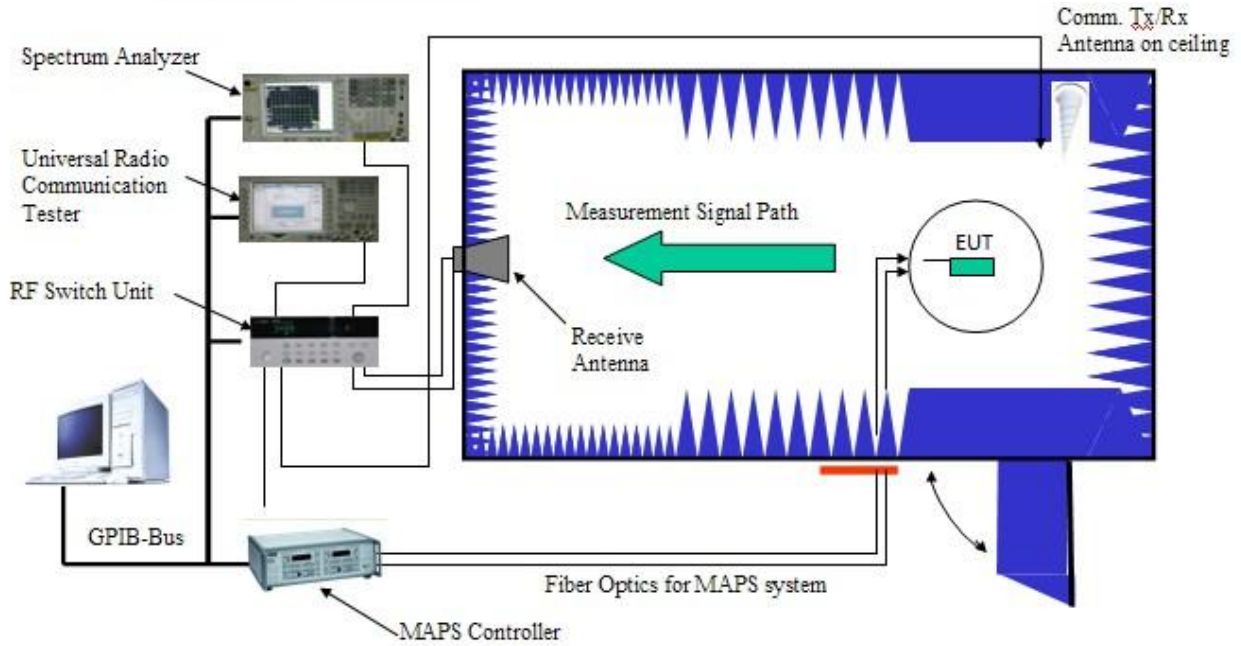 Comm. Tx/Rx
Antenna on ceiling
Spectrum Analyzer
Universal Radio
Communication
Tester
Measurement Signal Path
EUT
RF Switch Unit
Receive
Antenna
GPIB-Bus
Fiber Optics for MAPS system
MAPS Controller